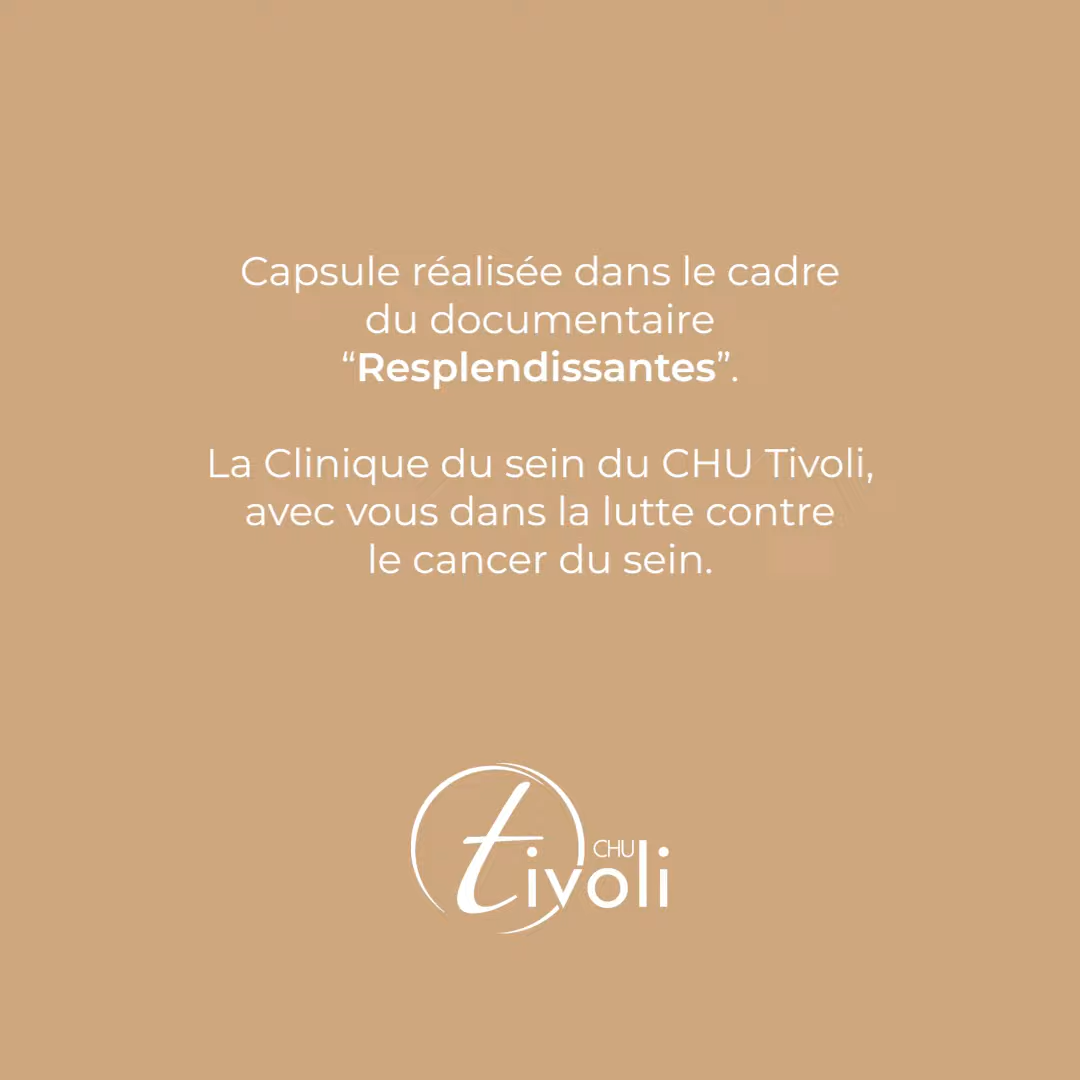 Capsule réalisée dans le cadre
du documentaire
“Resplendissantes”.
La Clinique du sein du CHU Tivoli,
avec vous dans la lutte contre
le cancer du sein.
CHU
tivoli